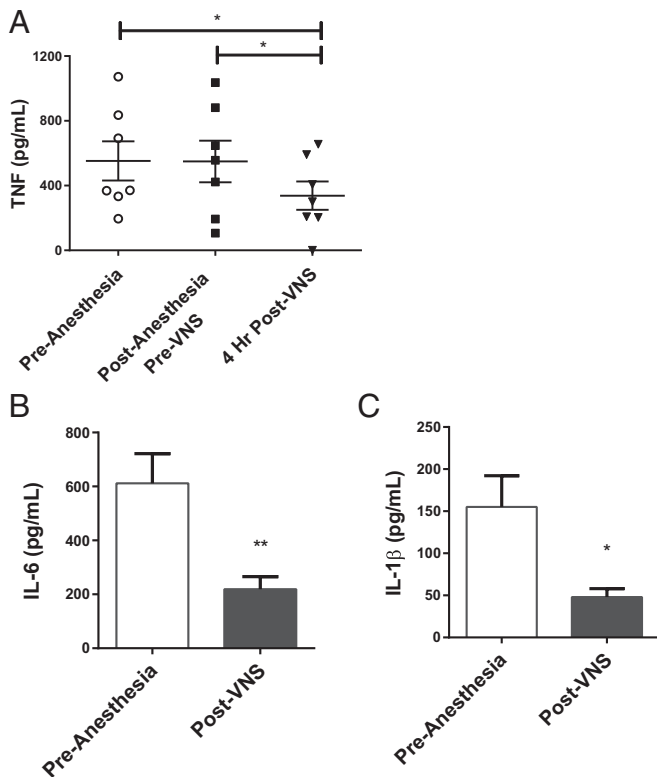 A
*
*
1200
800
400
0
TNF (pg/mL)
Pre-Anesthesia
Post-Anesthesia
Pre-VNS
4 Hr Post-VNS
B
800
600
400
200
0
IL-6 (pg/mL)
**
Pre-Anesthesia
Post-VNS
C
250
200
150
100
50
0
IL-1β (pg/mL)
*
Pre-Anesthesia
Post-VNS